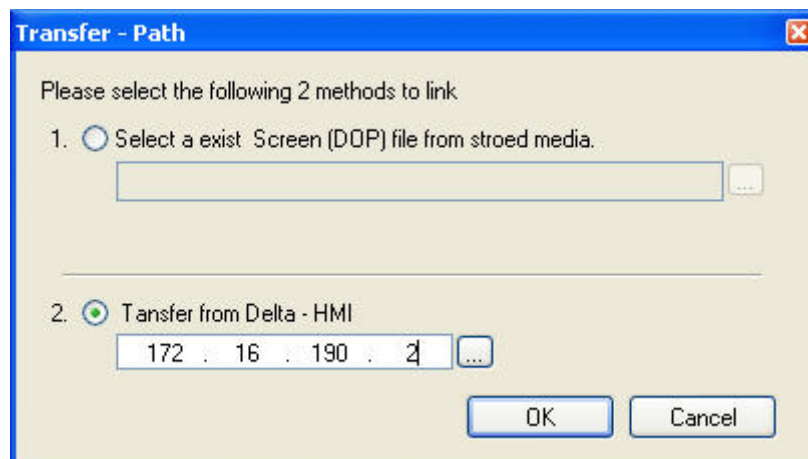 Transfer - Path
Please select the following 2 methods to link
1. Select a exist Screen (DOP) file from stroed media.
...
2. Tansfer from Delta - HMI
172 . 16 . 190 . 2 ...
OK Cancel